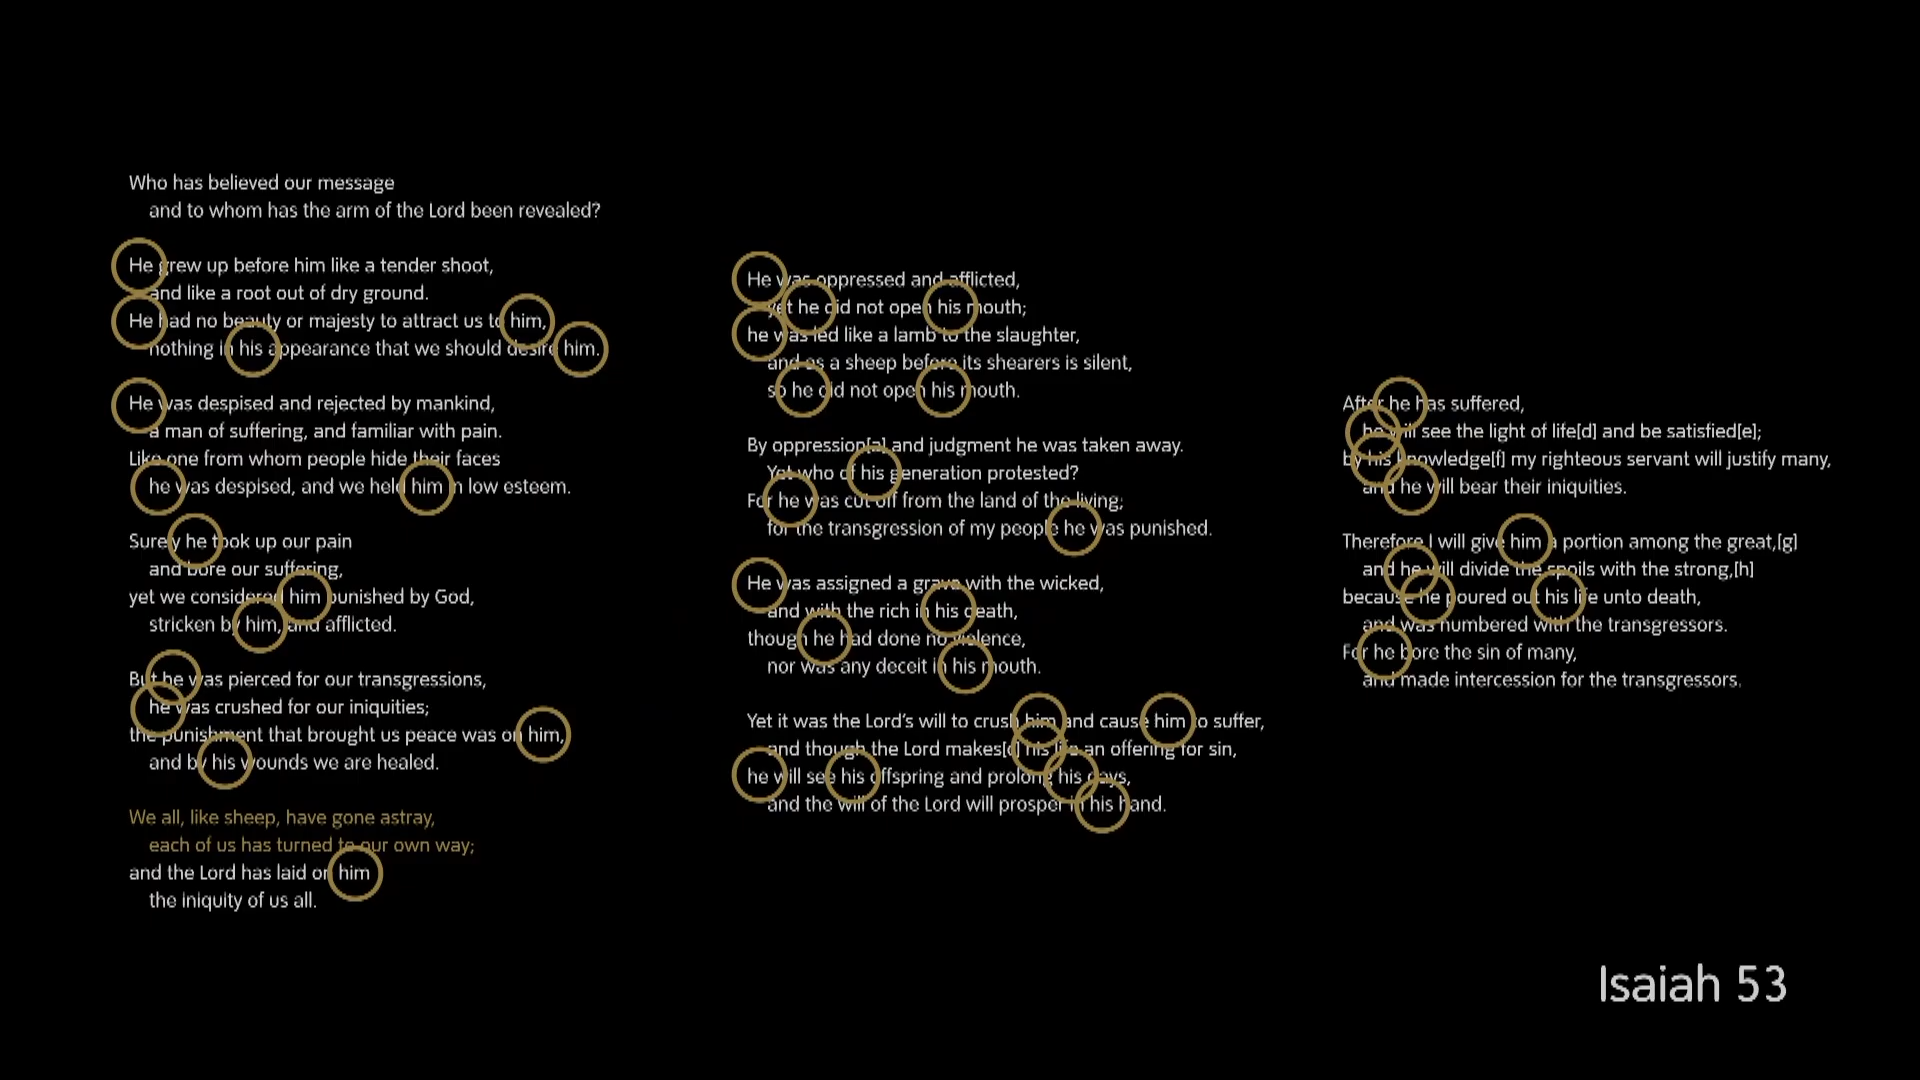 Who has believed our message
and to whom has the arm of the Lord been revealed?
He grew up before him like a tender shoot,
and like a root out of dry ground.
He had no beauty or majesty to attract us to him,
nothing in his appearance that we should desire him.
He was despised and rejected by mankind,
a man of suffering, and familiar with pain.
Like one from whom people hide their faces
he was despised, and we held him in low esteem.
Surely he took up our pain
and bore our suffering,
yet we considered him punished by God,
stricken by him, and afflicted.
But he was pierced for our transgressions,
he was crushed for our iniquities;
the punishment that brought us peace was on him,
and by his wounds we are healed.
We all, like sheep, have gone astray,
each of us has turned to our own way;
and the Lord has laid on him
the iniquity of us all.
He was oppressed and afflicted,
yet he did not open his mouth;
he was led like a lamb to the slaughter,
and as a sheep before its shearers is silent,
so he did not open his mouth.
By oppression[a] and judgment he was taken away.
Yet who of his generation protested?
For he was cut off from the land of the living;
for the transgression of my people he was punished.
He was assigned a grave with the wicked,
and with the rich in his death,
though he had done no violence,
nor was any deceit in his mouth.
Yet it was the Lord's will to crush him and cause him to suffer,
and though the Lord makes[c] his life an offering for sin,
he will see his offspring and prolong his days,
and the will of the Lord will prosper in his hand.
After he has suffered,
he will see the light of life[d] and be satisfied[e];
by his knowledge[f] my righteous servant will justify many,
and he will bear their iniquities.
Therefore I will give him a portion among the great,[g]
and he will divide the spoils with the strong,[h]
because he poured out his life unto death,
and was numbered with the transgressors.
For he bore the sin of many,
and made intercession for the transgressors.
Isaiah 53